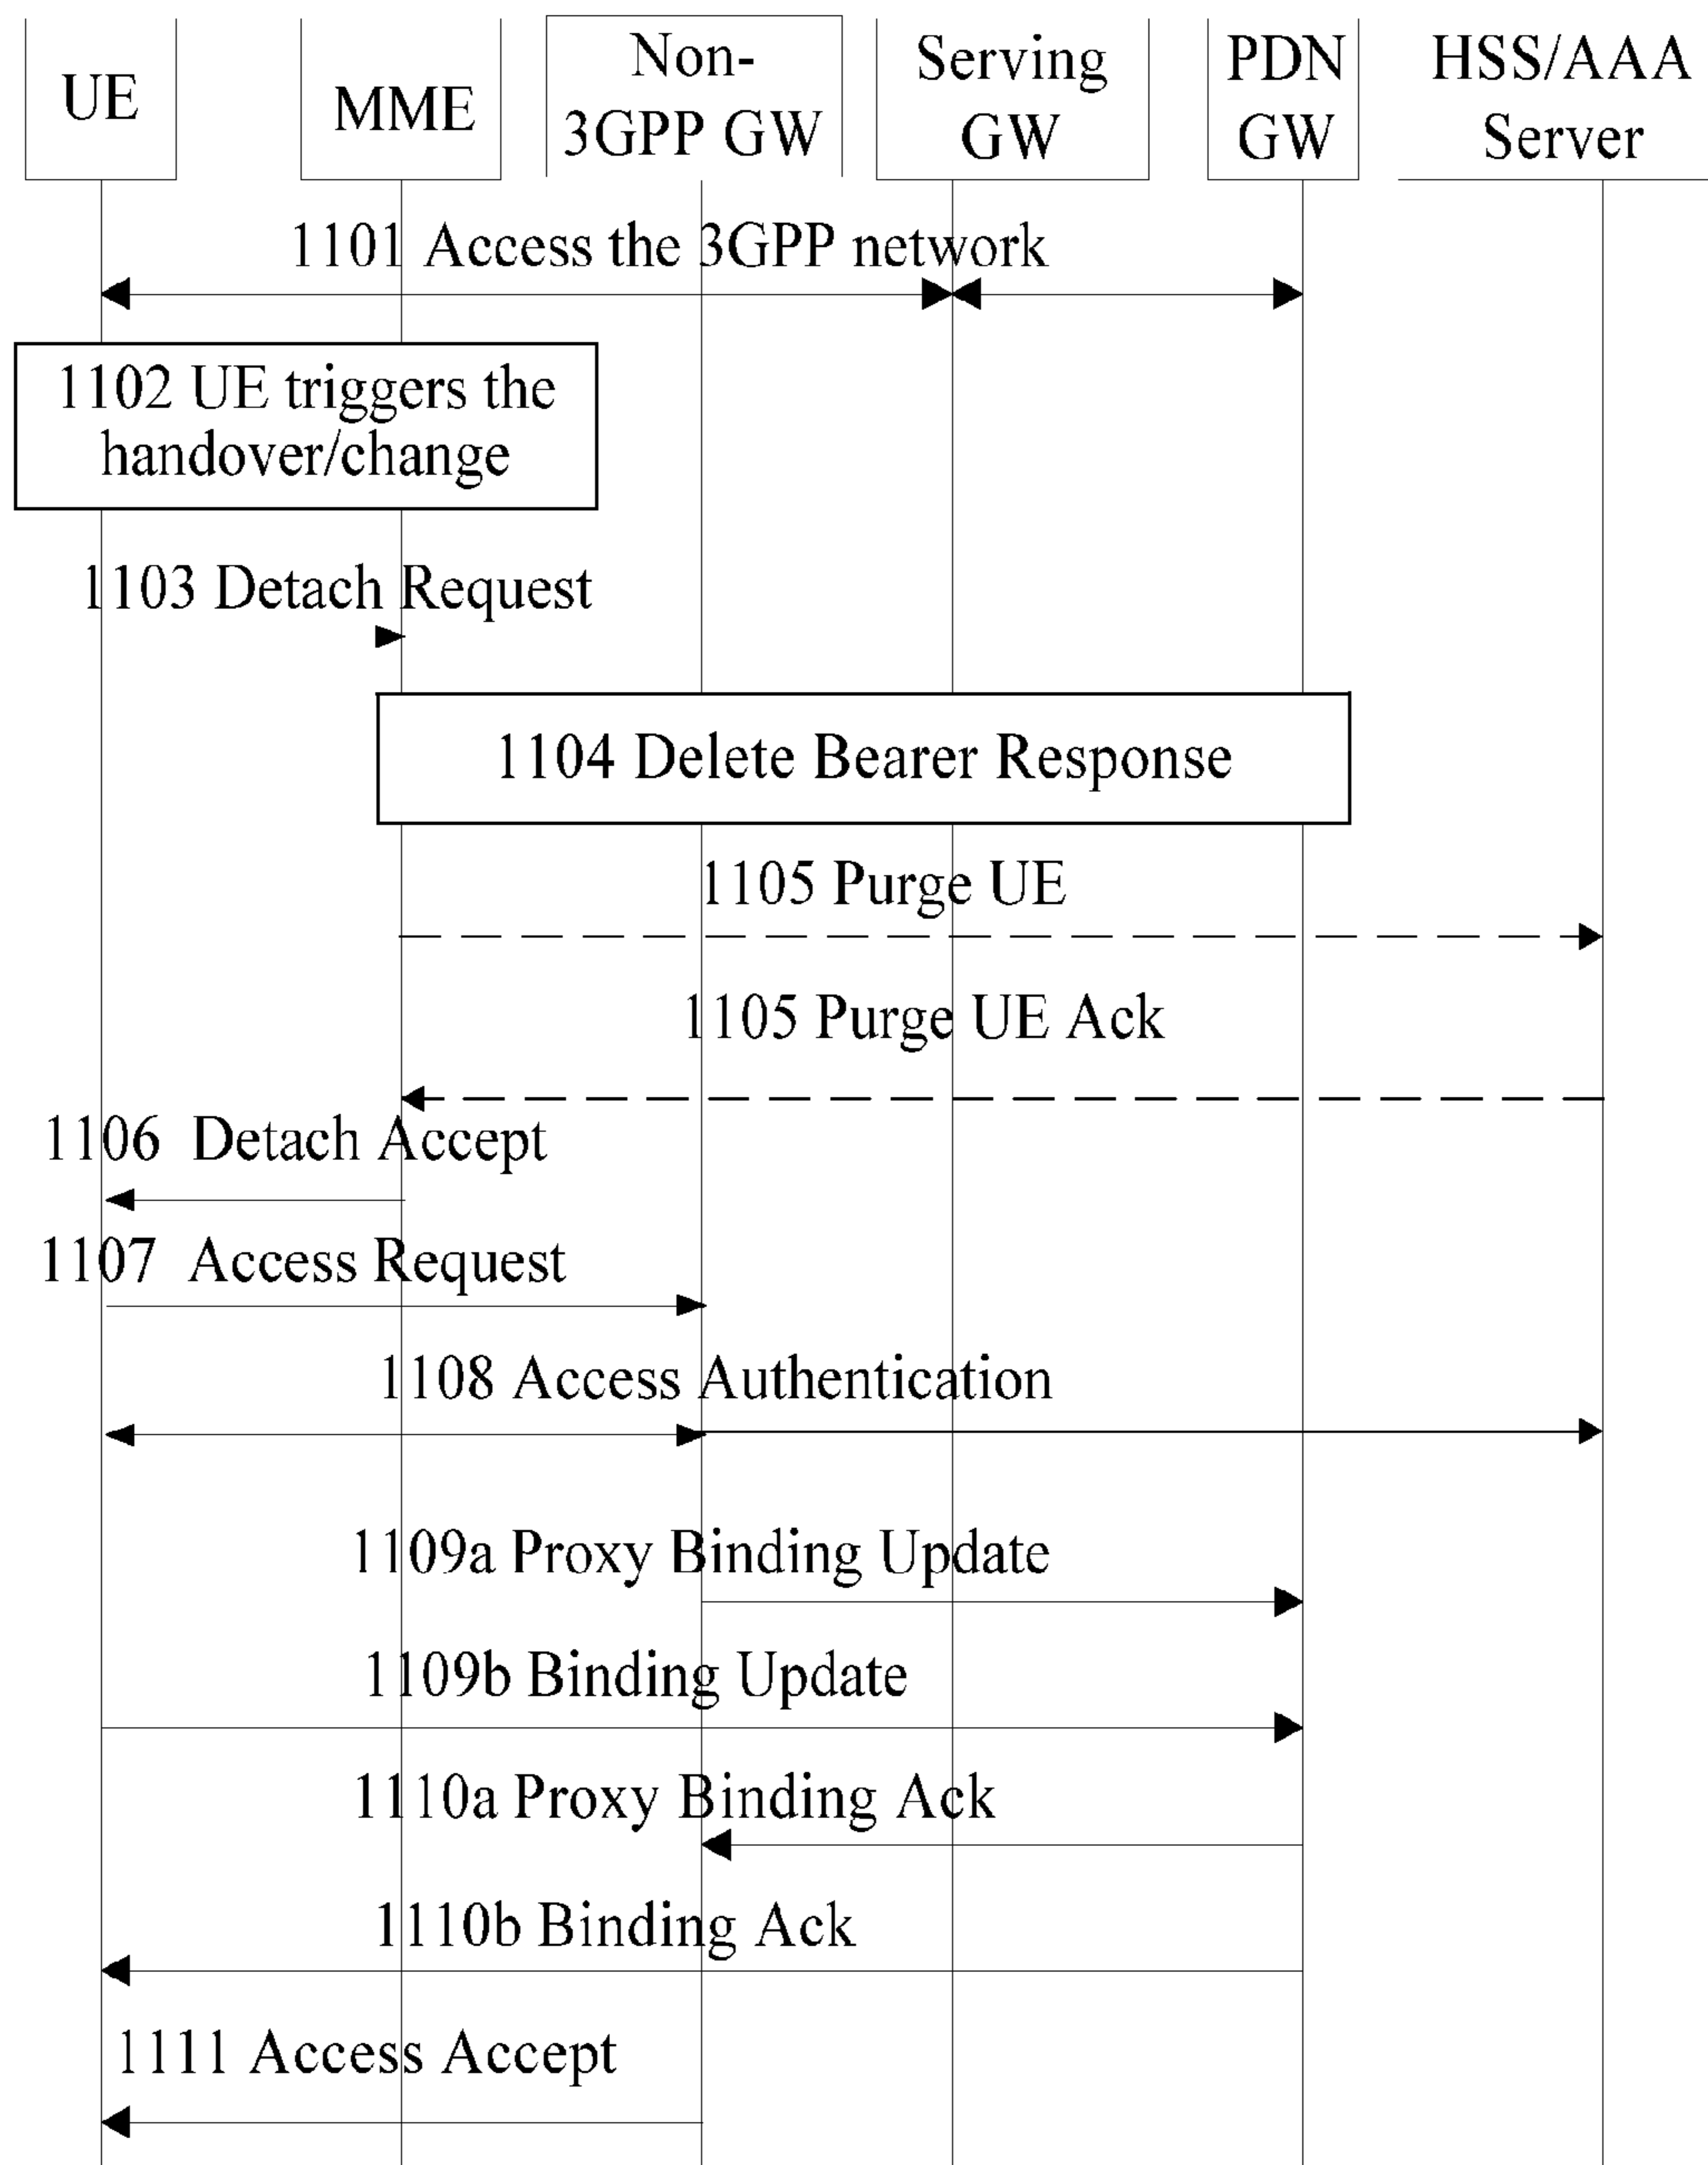 UE
MME
Non-
3GPP GW
Serving
GW
PDN
GW
HSS/AAA
Server
1101 Access the 3GPP network
1102 UE triggers the
handover/change
1103 Detach Request
1104 Delete Bearer Response
1105 Purge UE
1105 Purge UE Ack
1106 Detach Accept
1107 Access Request
1108 Access Authentication
1109a Proxy Binding Update
1109b Binding Update
1110a Proxy Binding Ack
1110b Binding Ack
1111 Access Accept